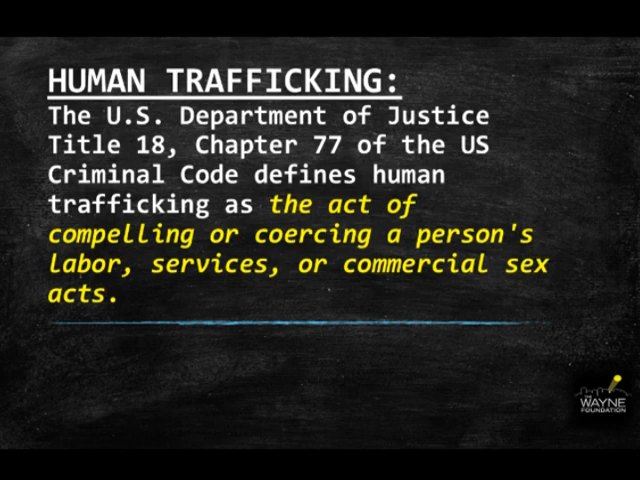 HUMAN TRAFFICKING:
The U.S. Department of Justice
Title 18, Chapter 77 of the US
Criminal Code defines human
trafficking as the act of
compelling or coercing a person's
labor, services, or commercial sex
acts.
THE
WAYNE
FOUNDATION